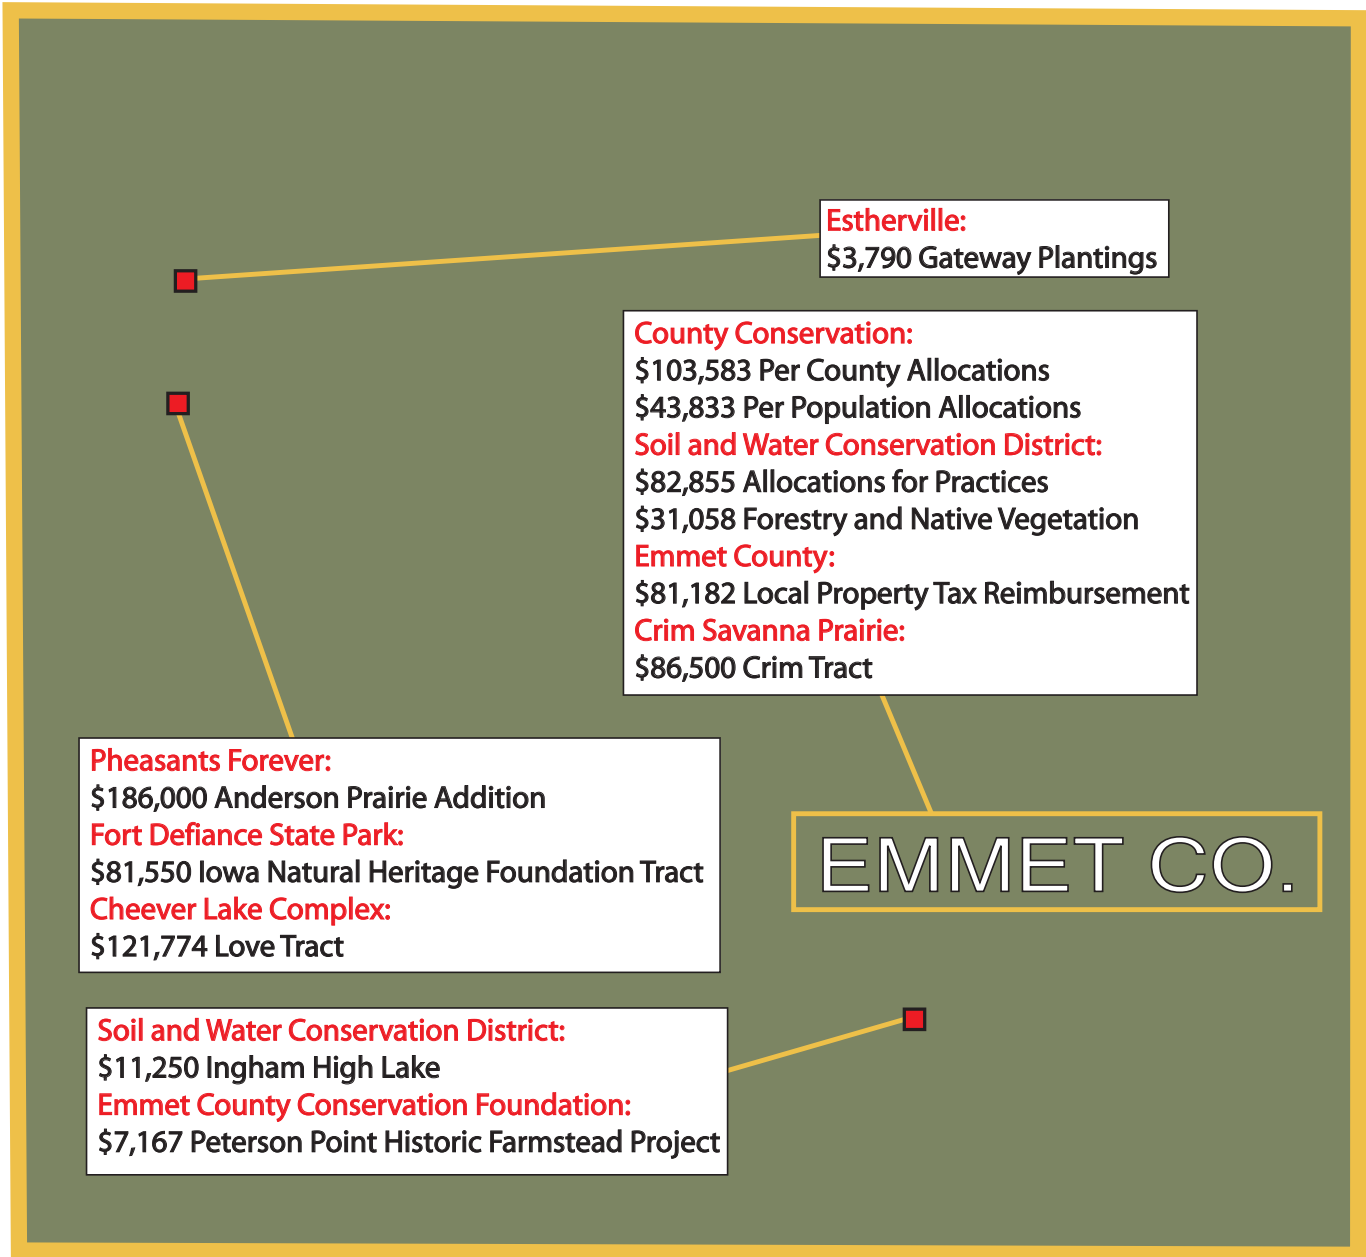 Estherville:
$3,790 Gateway Plantings
County Conservation:
$103,583 Per County Allocations
$43,833 Per Population Allocations
Soil and Water Conservation District:
$82,855 Allocations for Practices
$31,058 Forestry and Native Vegetation
Emmet County:
$81,182 Local Property Tax Reimbursement
Crim Savanna Prairie:
$86,500 Crim Tract
Pheasants Forever:
$186,000 Anderson Prairie Addition
Fort Defiance State Park:
$81,550 Iowa Natural Heritage Foundation Tract
Cheever Lake Complex:
$121,774 Love Tract
EMMET CO.
Soil and Water Conservation District:
$11,250 Ingham High Lake
Emmet County Conservation Foundation:
$7,167 Peterson Point Historic Farmstead Project